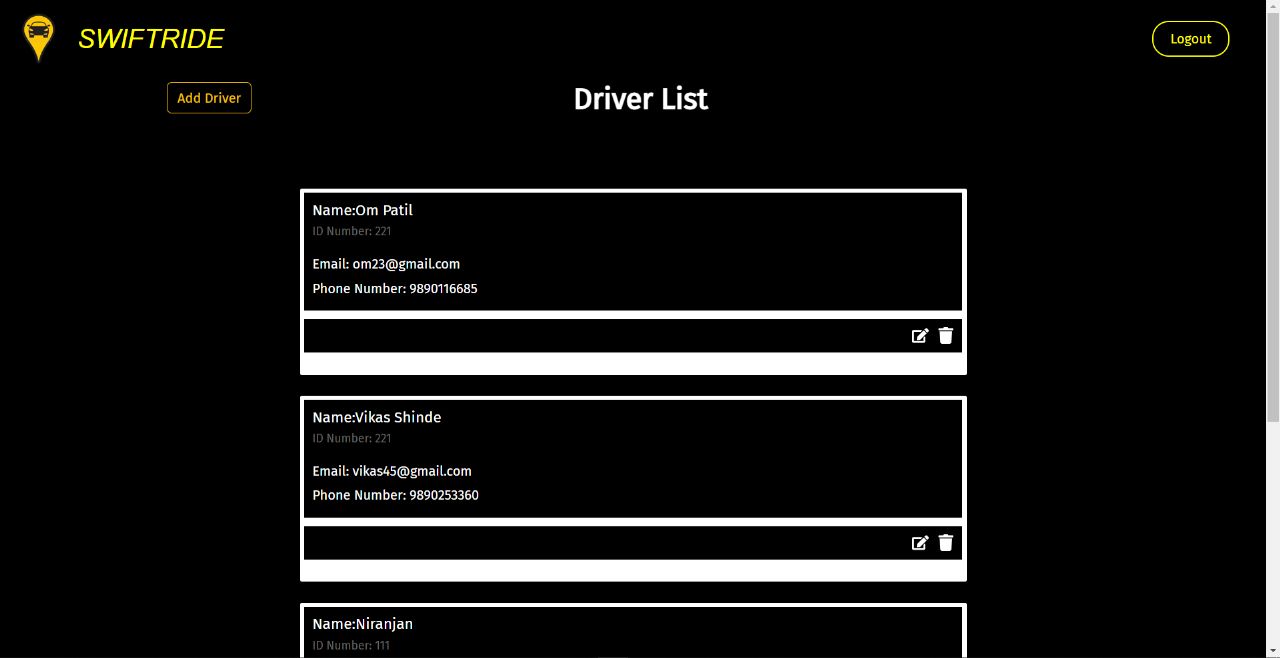 SWIFTRIDE
Logout
Add Driver
Driver List
Name:Om Patil
ID Number: 221
Email: om23@gmail.com
Phone Number: 9890116685
Name:Vikas Shinde
ID Number: 221
Email: vikas45@gmail.com
Phone Number: 9890253360
Name:Niranjan
ID Number: 111